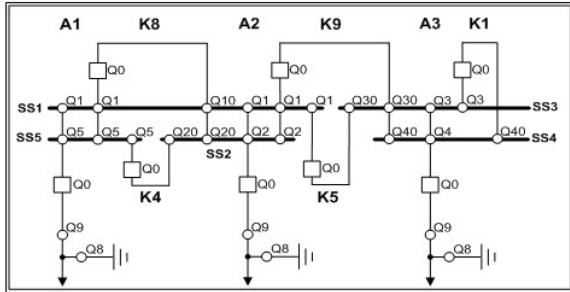 A1 K8 A2 K9 A3 K1
Q0 Q0 Q0
SS1 Q1 Q1 Q10 Q1 Q1 Q1 Q30 Q30 Q3 Q3 SS3
SS5 Q5 Q5 Q5 Q20 Q20 SS2 Q2 Q2 Q40 Q4 Q40 SS4
Q0 Q0
Q0 K4 Q0 K5 Q0
Q9 Q9 Q9
Q8 Q8 Q8